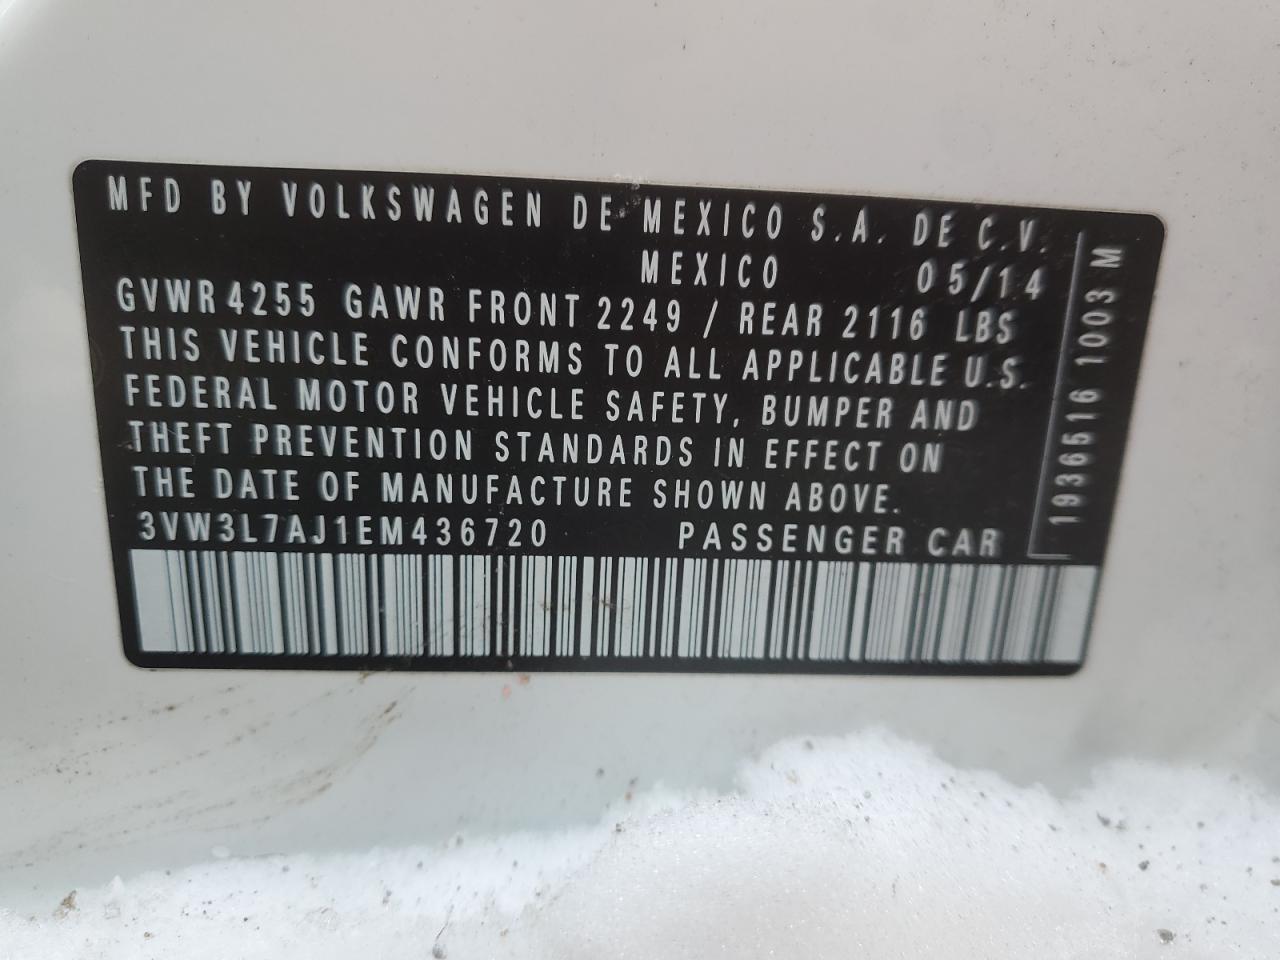 MFD BY VOLKSWAGEN DE MEXICO S.A. DE C.V.
MEXICO 05/14
GVWR 4255 GAWR FRONT 2249 / REAR 2116 LBS
THIS VEHICLE CONFORMS TO ALL APPLICABLE U.S.
FEDERAL MOTOR VEHICLE SAFETY, BUMPER AND
THEFT PREVENTION STANDARDS IN EFFECT ON
THE DATE OF MANUFACTURE SHOWN ABOVE.
3VW3L7AJ1EM436720 PASSENGER CAR
1936516 1003 M